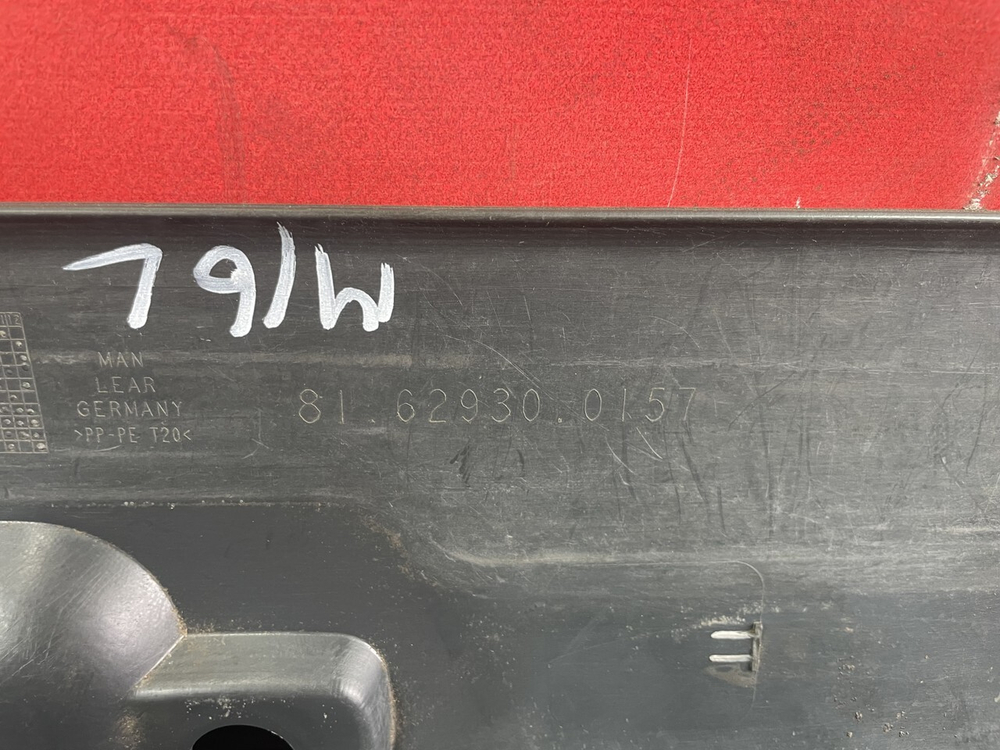 79/W
MAN
LEAR
GERMANY
>PP-PE T20<
81.62930.0157